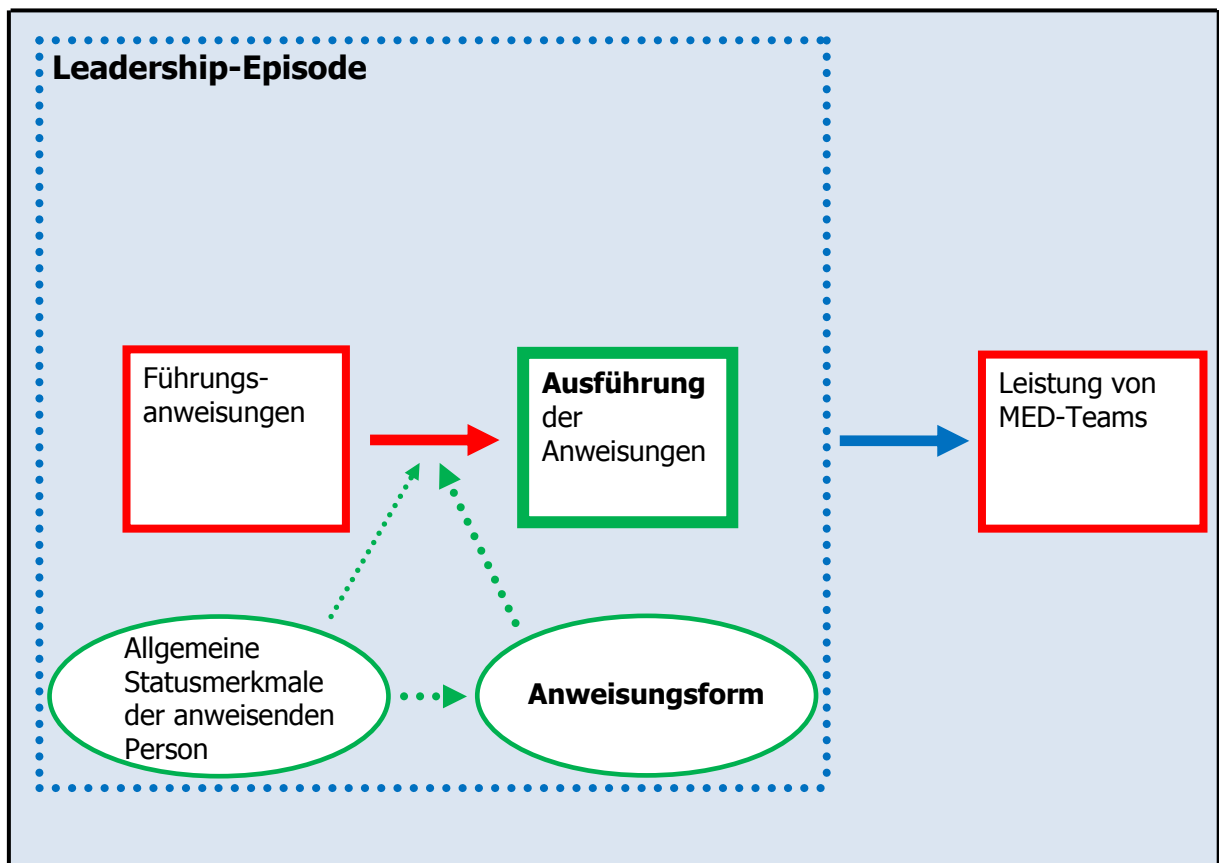 Leadership-Episode
Führungs-
anweisungen
Ausführung
der
Anweisungen
Leistung von
MED-Teams
Allgemeine
Statusmerkmale
der anweisenden
Person
Anweisungsform